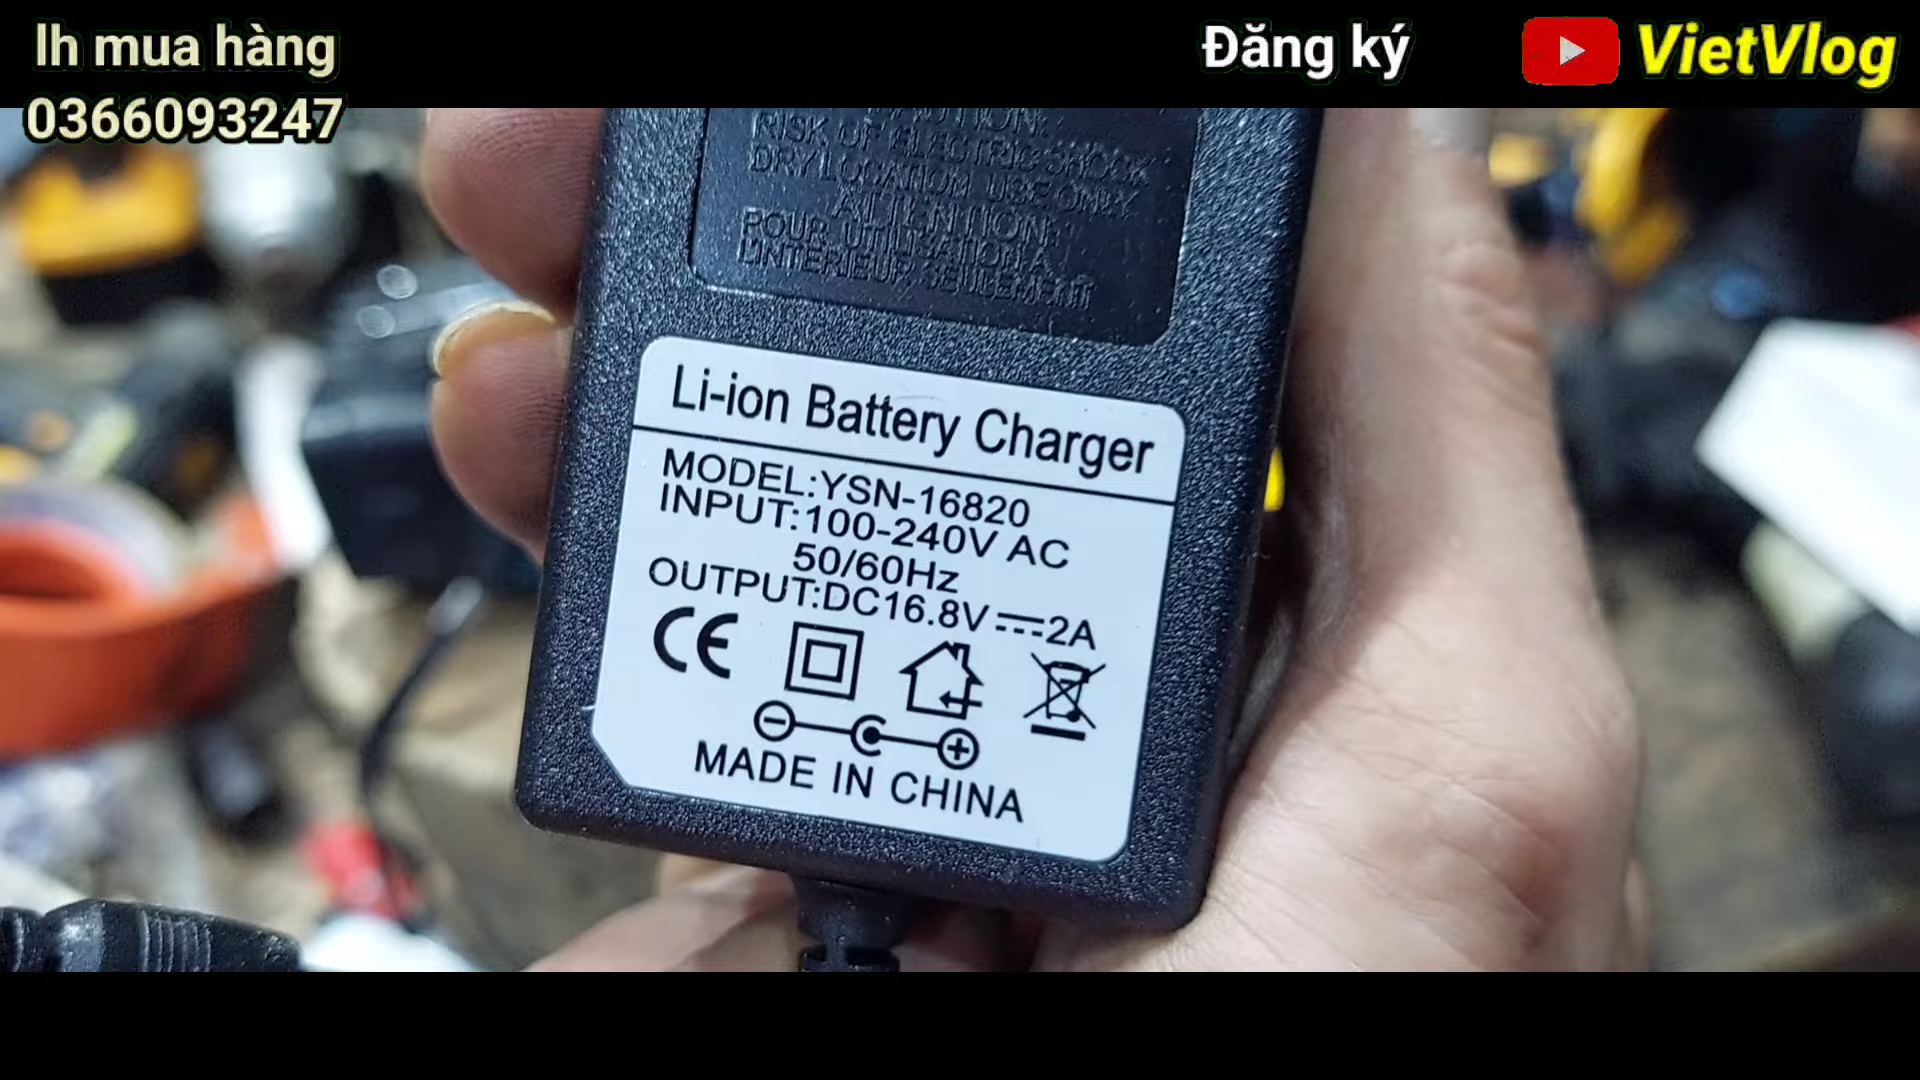 lh mua hàng
0366093247
Đăng ký
VietVlog
RISK OF ELECTRIC SHOCK
DRY LOCATION USE ONLY
ATTENTION:
POUR UTILISATION A
L'INTERIEUR SEULEMENT
Li-ion Battery Charger
MODEL:YSN-16820
INPUT:100-240V AC
50/60Hz
OUTPUT:DC16.8V⎓2A
CE
MADE IN CHINA